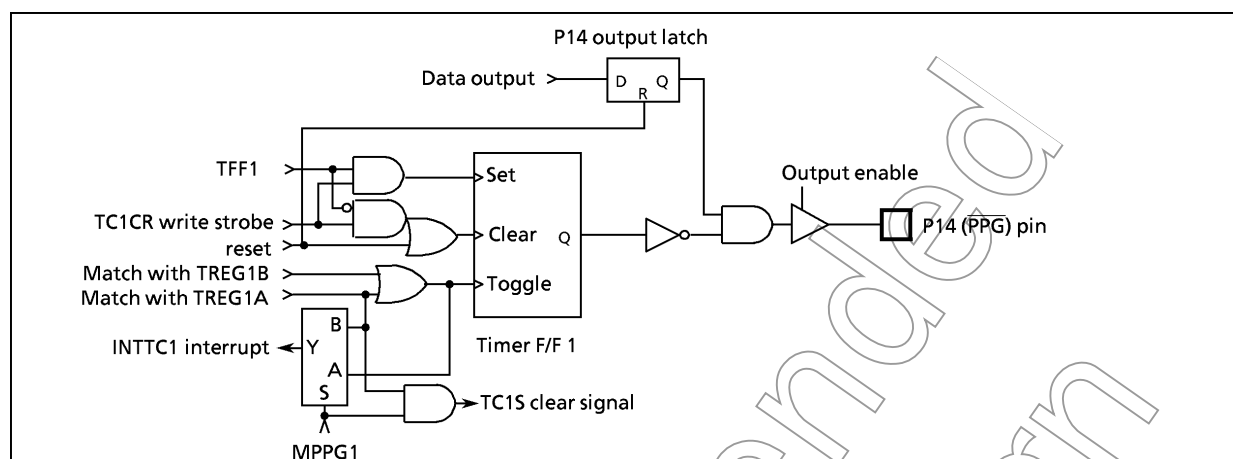 P14 output latch
Data output
D Q
R
TFF1
Set
Output enable
TC1CR write strobe
P14 (PPG) pin
reset
Clear
Q
Match with TREG1B
Toggle
Match with TREG1A
B
INTTC1 interrupt
Y
Timer F/F 1
A
S
TC1S clear signal
MPPG1